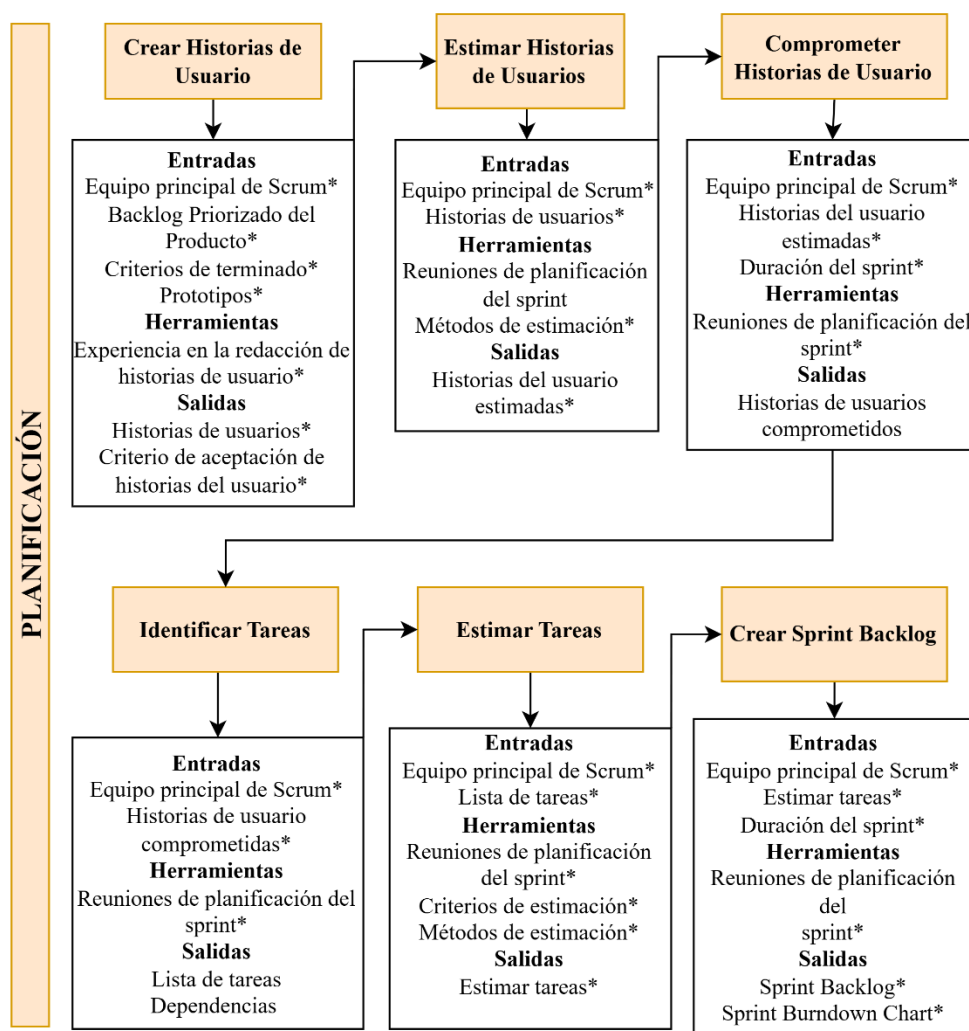 PLANIFICACIÓN
Crear Historias de
Usuario
Entradas
Equipo principal de Scrum*
Backlog Priorizado del
Producto*
Criterios de terminado*
Prototipos*
Herramientas
Experiencia en la redacción de
historias de usuario*
Salidas
Historias de usuarios*
Criterio de aceptación de
historias del usuario*
Estimar Historias
de Usuarios
Entradas
Equipo principal de Scrum*
Historias de usuarios*
Herramientas
Reuniones de planificación
del sprint
Métodos de estimación*
Salidas
Historias del usuario
estimadas*
Comprometer
Historias de Usuario
Entradas
Equipo principal de Scrum*
Historias del usuario
estimadas*
Duración del sprint*
Herramientas
Reuniones de planificación del
sprint*
Salidas
Historias de usuarios
comprometidos
Identificar Tareas
Entradas
Equipo principal de Scrum*
Historias de usuario
comprometidas*
Herramientas
Reuniones de planificación del
sprint*
Salidas
Lista de tareas
Dependencias
Estimar Tareas
Entradas
Equipo principal de Scrum*
Lista de tareas*
Herramientas
Reuniones de planificación
del sprint*
Criterios de estimación*
Métodos de estimación*
Salidas
Estimar tareas*
Crear Sprint Backlog
Entradas
Equipo principal de Scrum*
Estimar tareas*
Duración del sprint*
Herramientas
Reuniones de planificación
del
sprint*
Salidas
Sprint Backlog*
Sprint Burndown Chart*